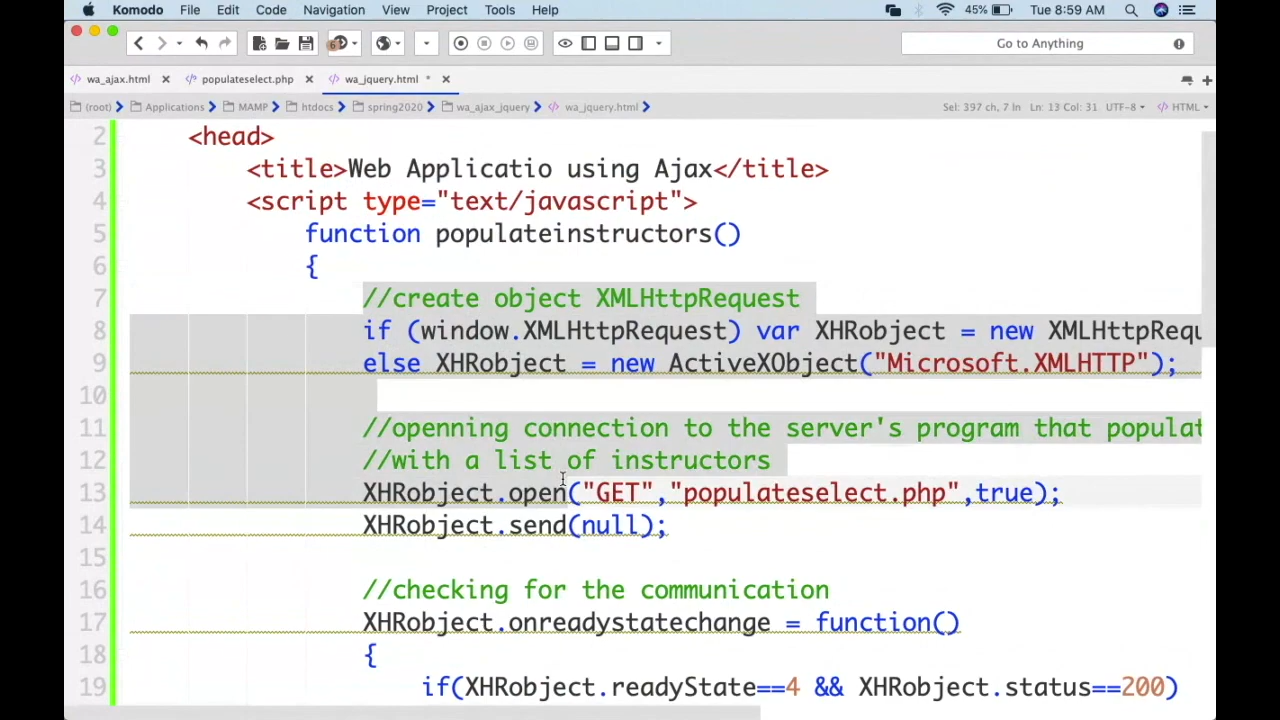 Komodo File Edit Code Navigation View Project Tools Help 45% Tue 8:59 AM
6 Go to Anything
wa_ajax.html populateselect.php wa_jquery.html *
(root) Applications MAMP htdocs spring2020 wa_ajax_jquery wa_jquery.html Sel: 397 ch, 7 ln Ln: 13 Col: 31 UTF-8 HTML
2 <head>
3 <title>Web Applicatio using Ajax</title>
4 <script type="text/javascript">
5 function populateinstructors()
6 {
7 //create object XMLHttpRequest
8 if (window.XMLHttpRequest) var XHRobject = new XMLHttpRequ
9 else XHRobject = new ActiveXObject("Microsoft.XMLHTTP");
10
11 //openning connection to the server's program that populat
12 //with a list of instructors
13 XHRobject.open("GET","populateselect.php",true);
14 XHRobject.send(null);
15
16 //checking for the communication
17 XHRobject.onreadystatechange = function()
18 {
19 if(XHRobject.readyState==4 && XHRobject.status==200)